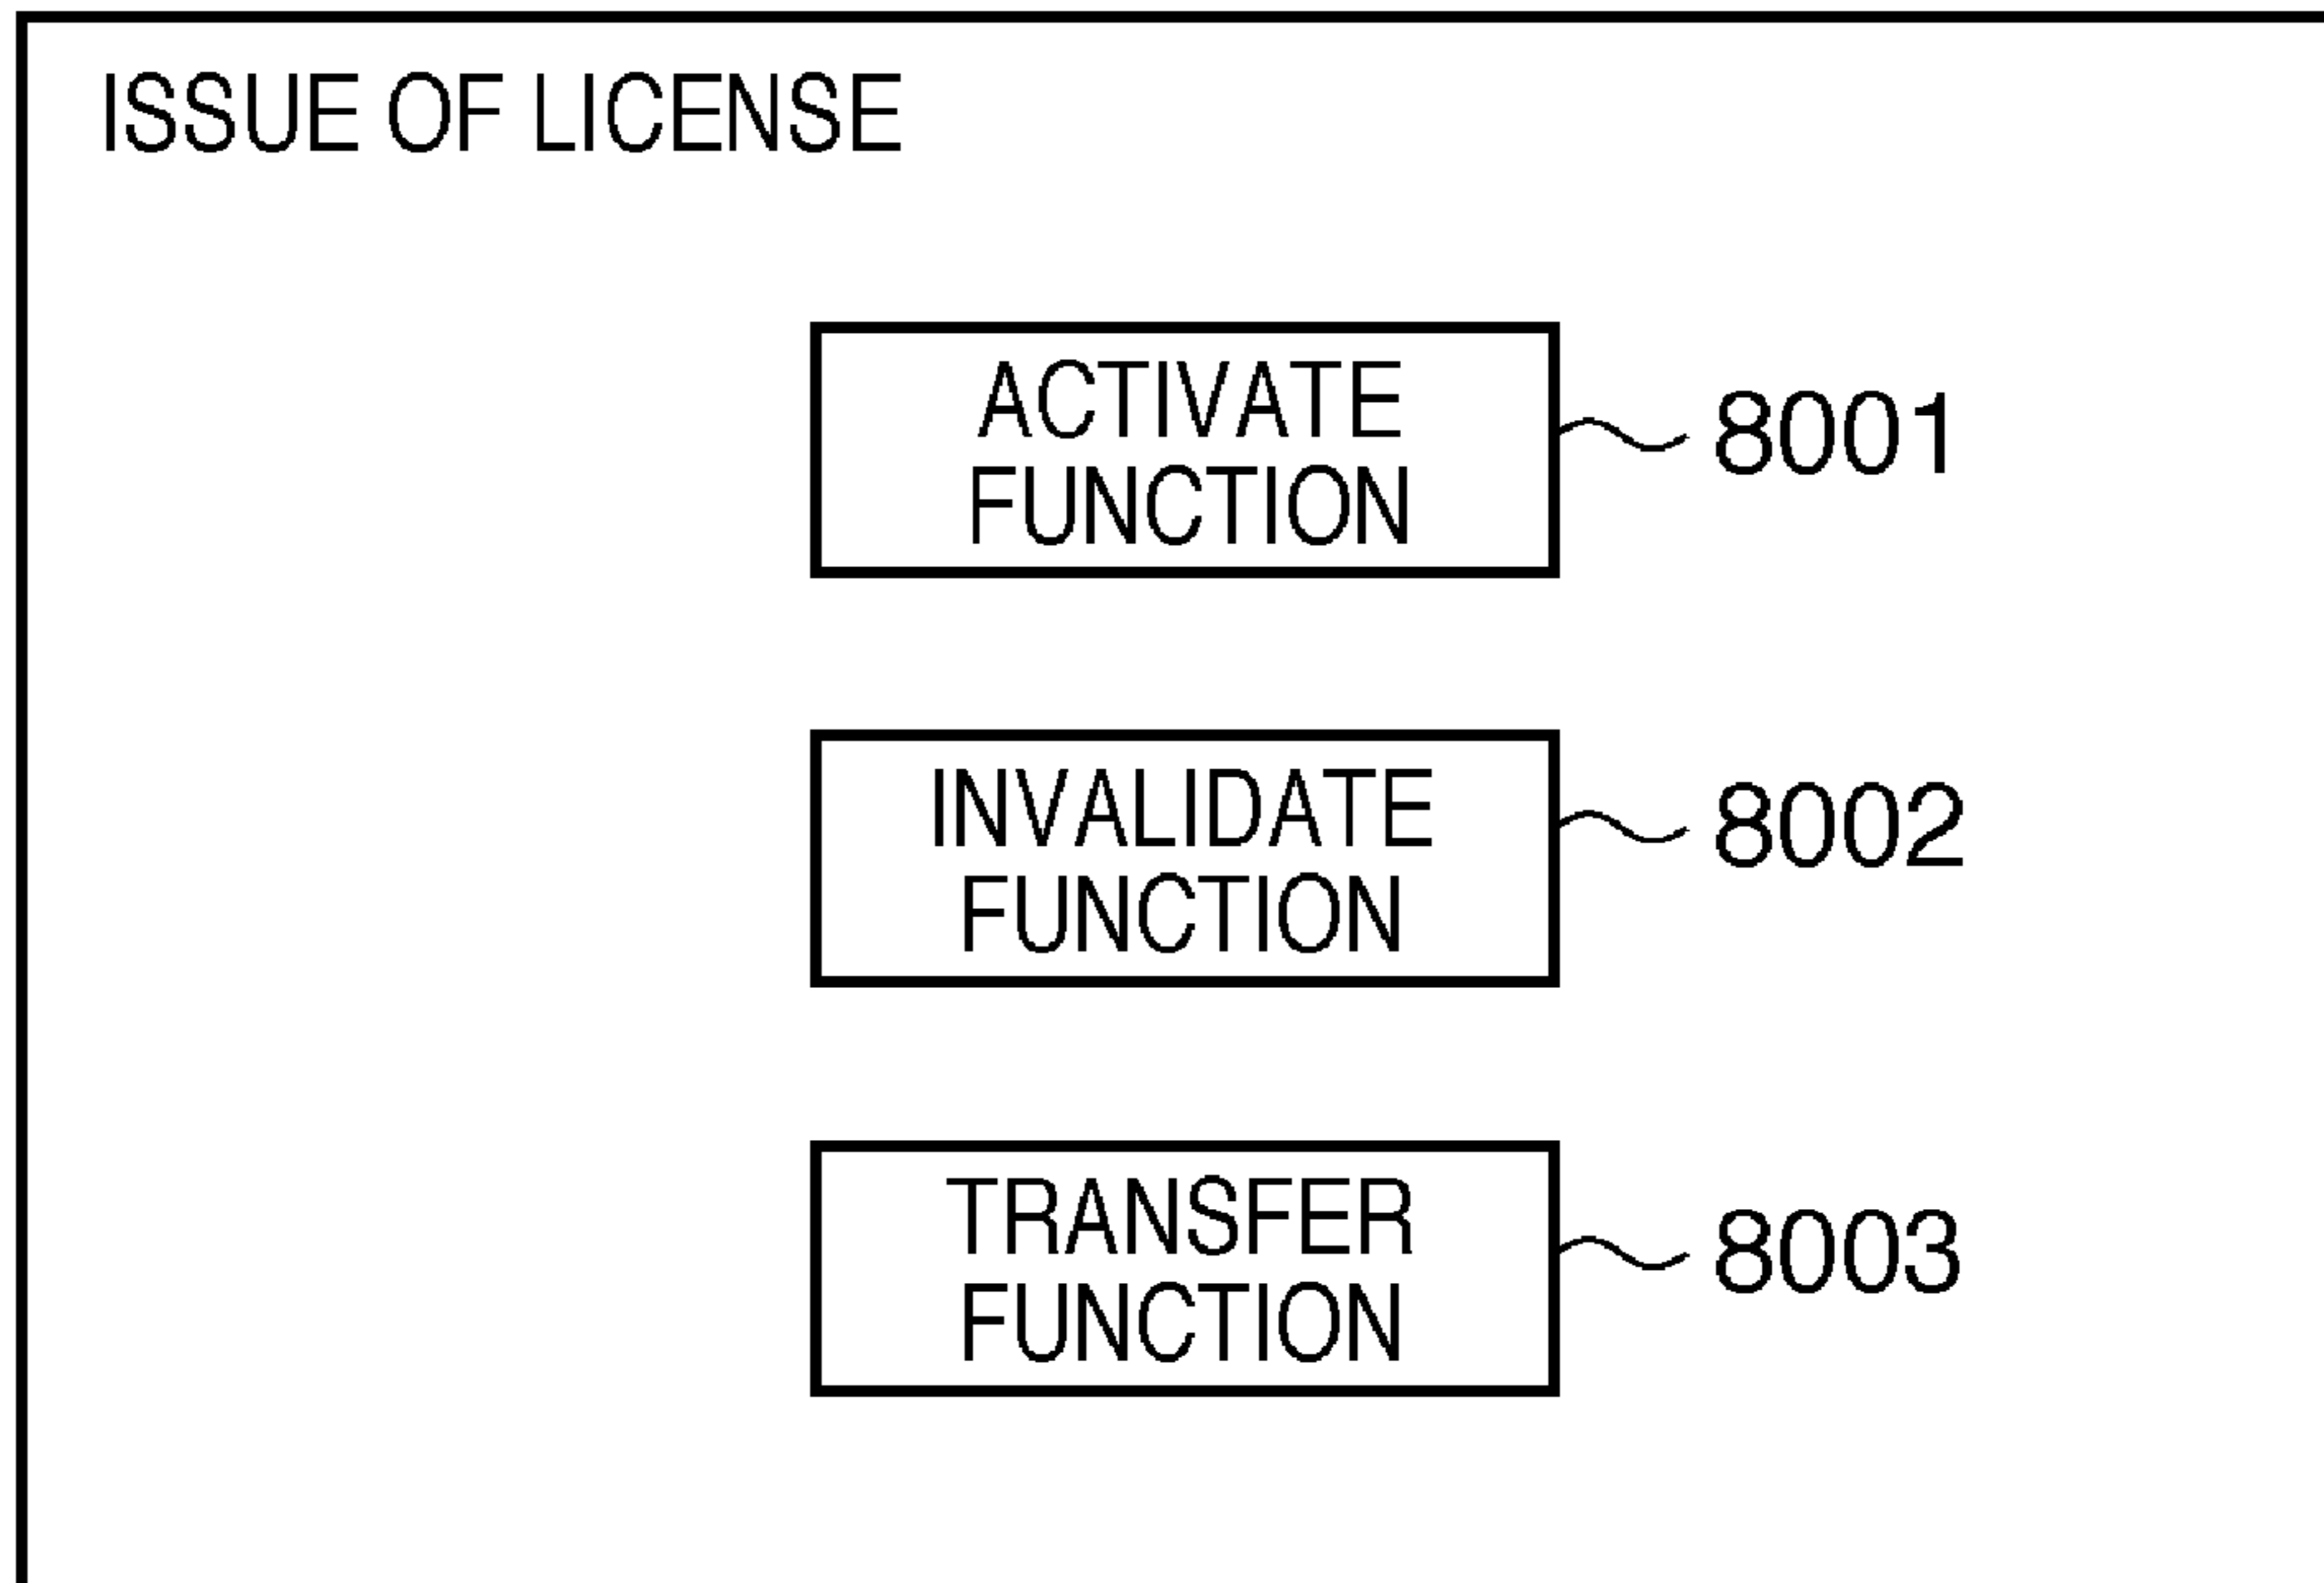 ISSUE OF LICENSE
ACTIVATE
FUNCTION
8001
INVALIDATE
FUNCTION
8002
TRANSFER
FUNCTION
8003